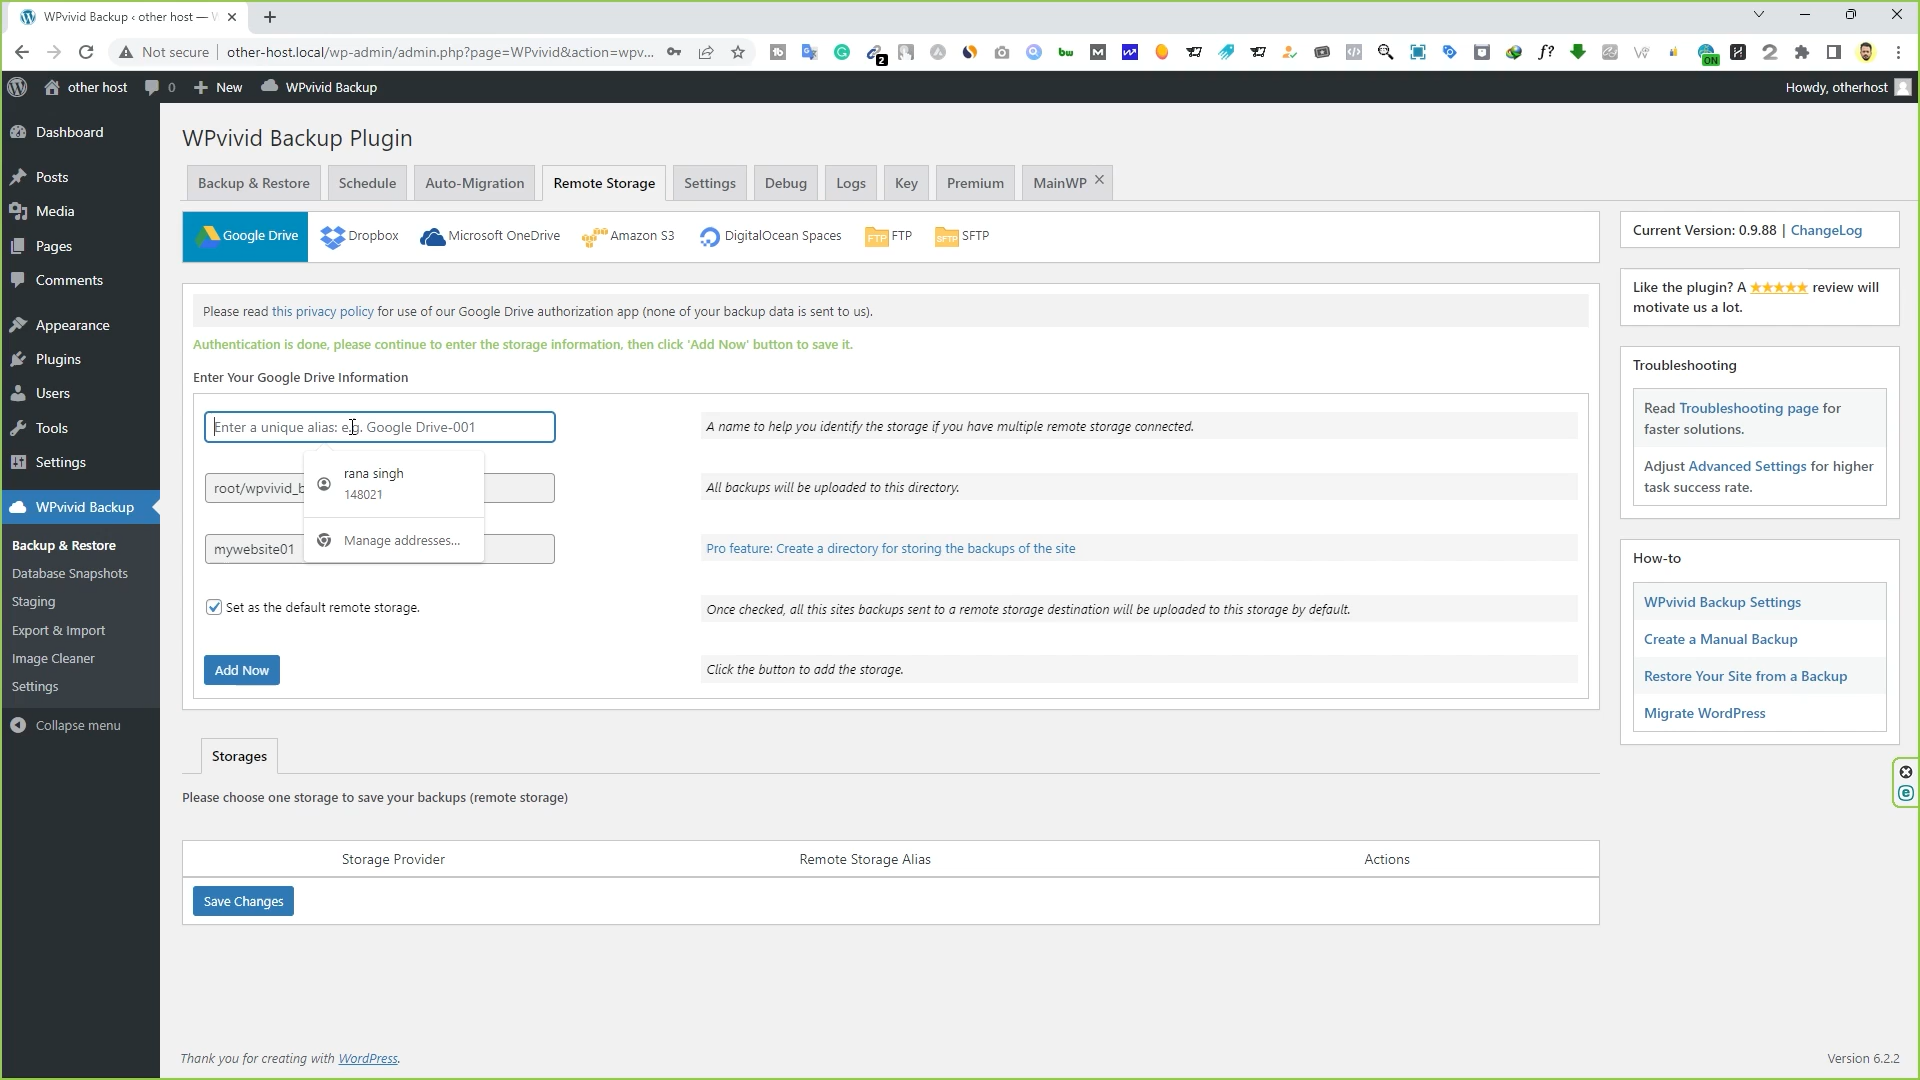 WPvivid Backup ‹ other host — W
Not secure
other-host.local/wp-admin/admin.php?page=WPvivid&action=wpv...
other host
0
New
WPvivid Backup
Howdy, otherhost
Dashboard
Posts
Media
Pages
Comments
Appearance
Plugins
Users
Tools
Settings
WPvivid Backup
Backup & Restore
Database Snapshots
Staging
Export & Import
Image Cleaner
Settings
Collapse menu
WPvivid Backup Plugin
Backup & Restore
Schedule
Auto-Migration
Remote Storage
Settings
Debug
Logs
Key
Premium
MainWP
Google Drive
Dropbox
Microsoft OneDrive
Amazon S3
DigitalOcean Spaces
FTP FTP
SFTP SFTP
Please read this privacy policy for use of our Google Drive authorization app (none of your backup data is sent to us).
Authentication is done, please continue to enter the storage information, then click 'Add Now' button to save it.
Enter Your Google Drive Information
Enter a unique alias: e.g. Google Drive-001
A name to help you identify the storage if you have multiple remote storage connected.
rana singh
148021
Manage addresses...
root/wpvivid_b
All backups will be uploaded to this directory.
mywebsite01
Pro feature: Create a directory for storing the backups of the site
Set as the default remote storage.
Once checked, all this sites backups sent to a remote storage destination will be uploaded to this storage by default.
Add Now
Click the button to add the storage.
Storages
Please choose one storage to save your backups (remote storage)
Storage Provider
Remote Storage Alias
Actions
Save Changes
Current Version: 0.9.88 | ChangeLog
Like the plugin? A ★★★★★ review will
motivate us a lot.
Troubleshooting
Read Troubleshooting page for
faster solutions.
Adjust Advanced Settings for higher
task success rate.
How-to
WPvivid Backup Settings
Create a Manual Backup
Restore Your Site from a Backup
Migrate WordPress
Thank you for creating with WordPress.
Version 6.2.2